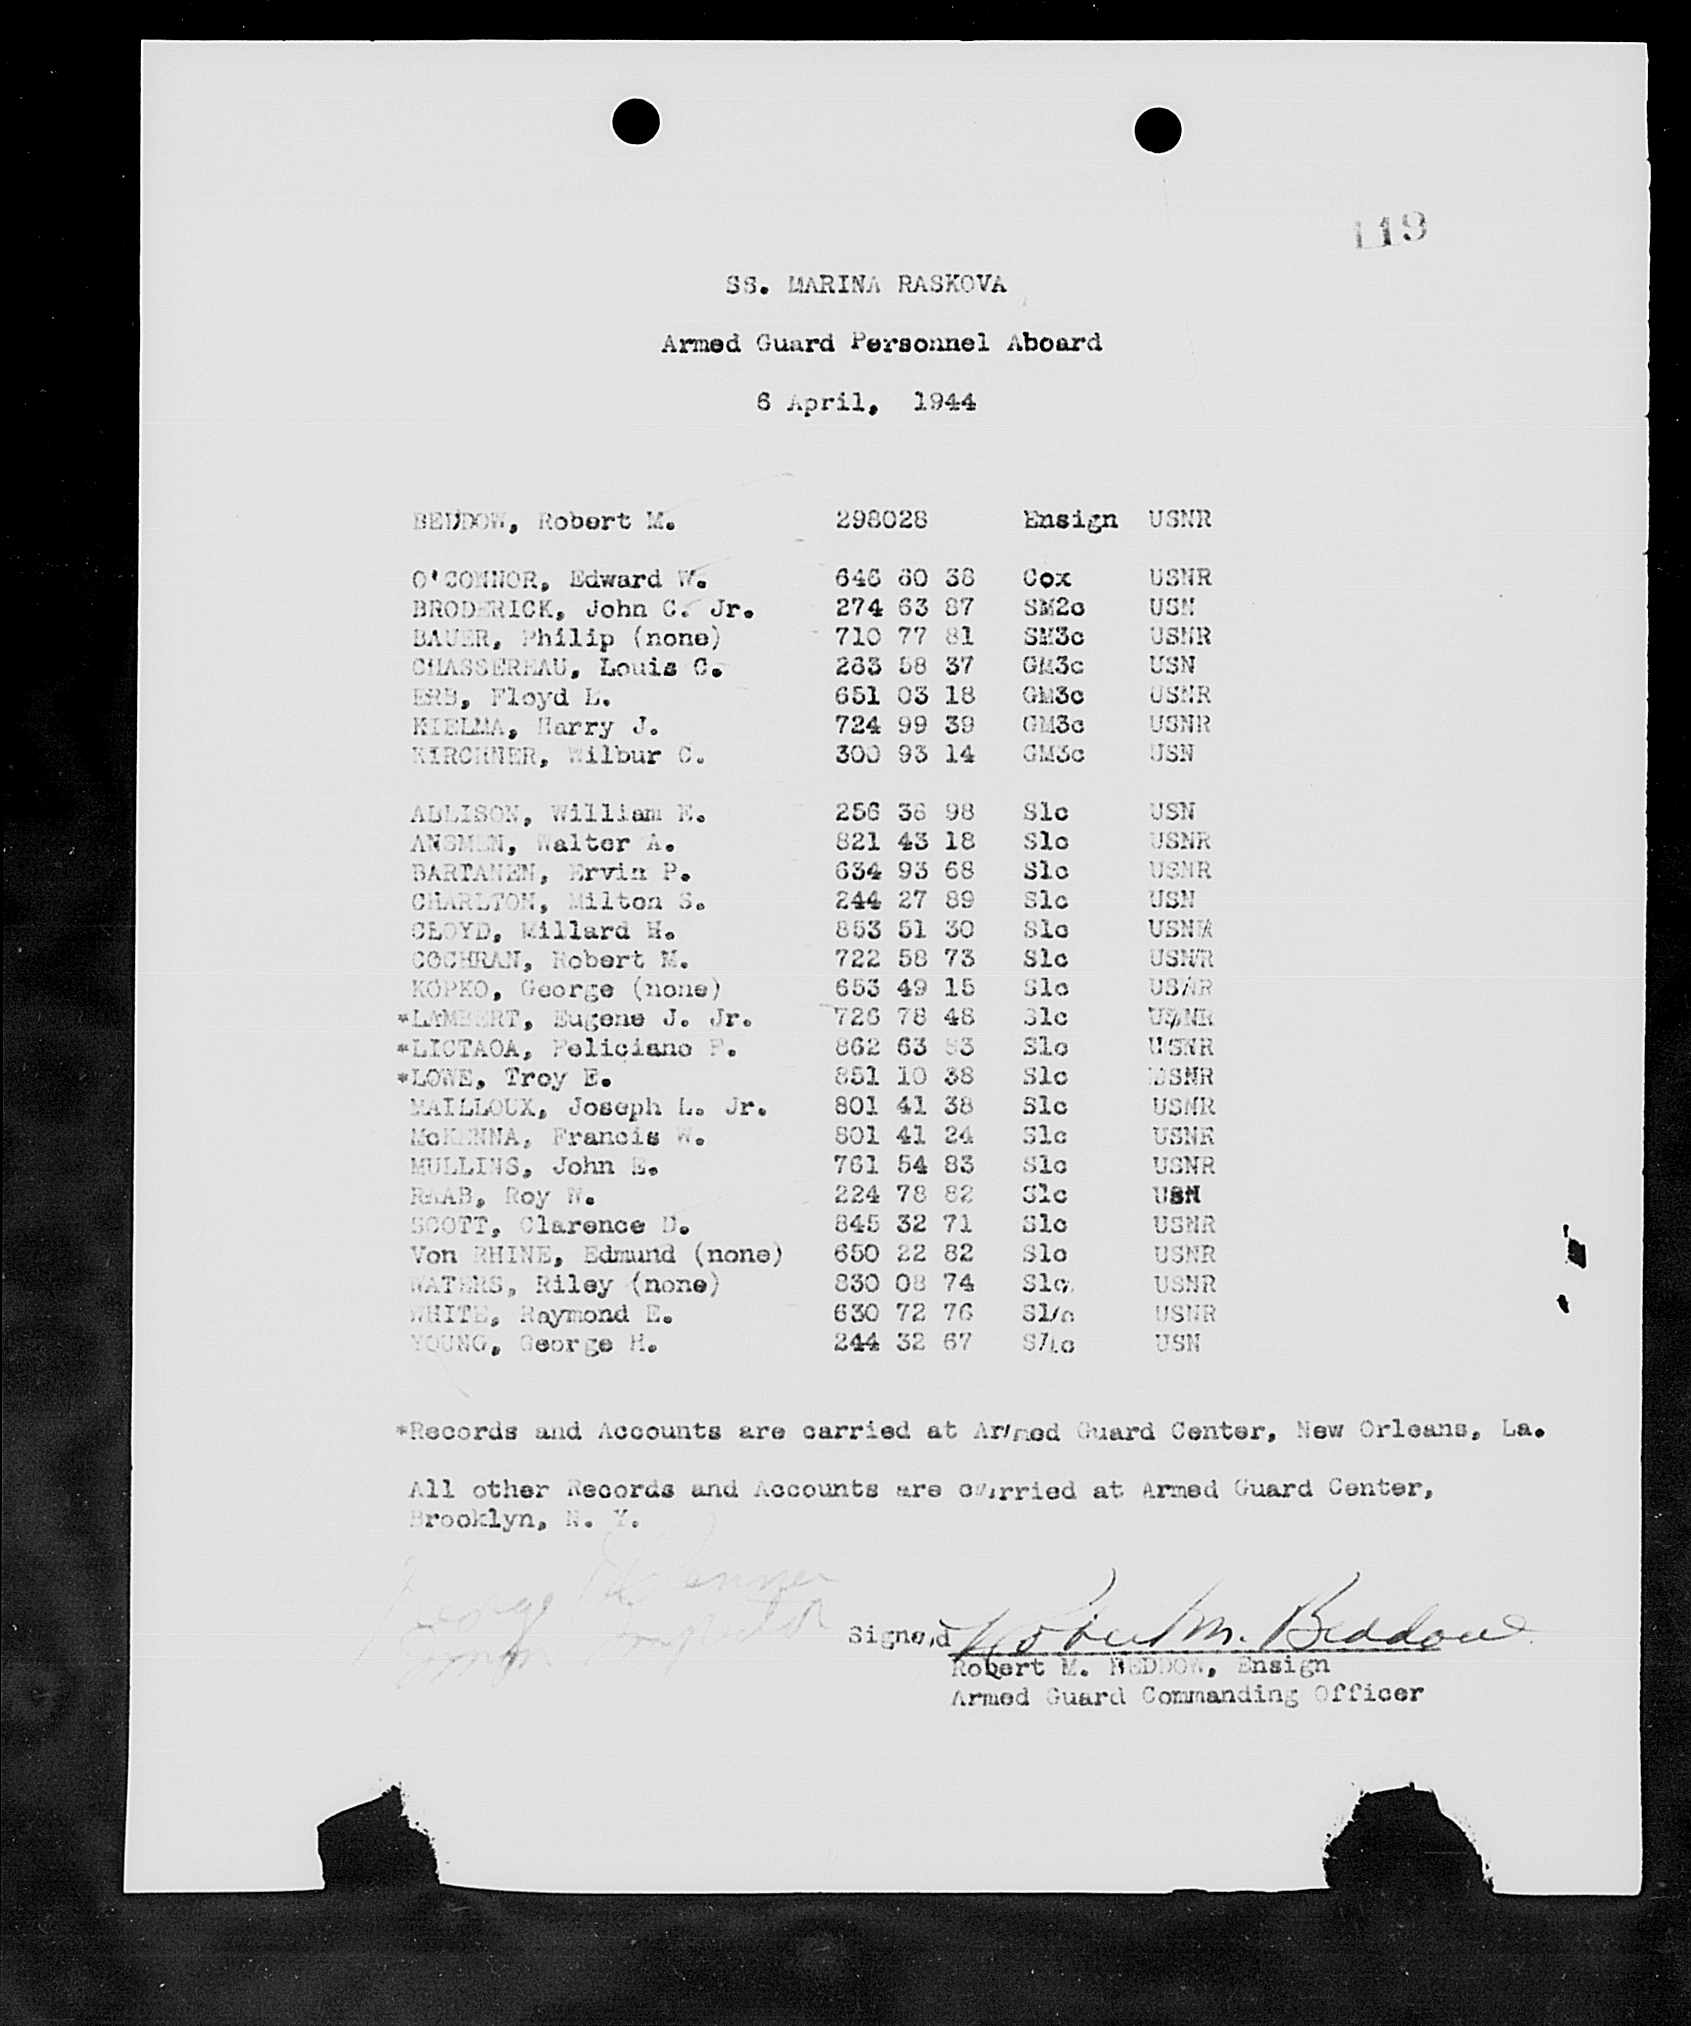 119
SS. MARINA RASKOVA
Armed Guard Personnel Aboard
6 April, 1944
BEDDOW, Robert M. 298028 Ensign USNR
O'CONNOR, Edward W. 646 60 38 Cox USNR
BRODERICK, John C. Jr. 274 63 87 SM2c USN
BAUER, Philip (none) 710 77 81 SM3c USNR
CHASSEREAU, Louis C. 263 58 37 GM3c USN
ERB, Floyd L. 651 03 18 GM3c USNR
KIELMA, Harry J. 724 99 39 GM3c USNR
KIRCHNER, Wilbur C. 300 93 14 GM3c USN
ALLISON, William E. 256 36 98 S1c USN
ANSMEN, Walter A. 821 43 18 S1c USNR
BARTANEN, Ervin P. 634 93 68 S1c USNR
CHARLTON, Milton S. 244 27 89 S1c USN
CLOYD, Millard H. 853 51 30 S1c USNR
COCHRAN, Robert M. 722 58 73 S1c USNR
KOPKO, George (none) 653 49 15 S1c USNR
*LAMBERT, Eugene J. Jr. 726 78 48 S1c USNR
*LICTAOA, Feliciano F. 862 63 93 S1c USNR
*LOWE, Troy E. 851 10 38 S1c USNR
MAILLOUX, Joseph L. Jr. 801 41 38 S1c USNR
McKENNA, Francis W. 801 41 24 S1c USNR
MULLINS, John E. 761 54 83 S1c USNR
RAAB, Roy N. 224 78 82 S1c USN
SCOTT, Clarence D. 845 32 71 S1c USNR
Von RHINE, Edmund (none) 650 22 82 S1c USNR
WATERS, Riley (none) 830 08 74 S1c USNR
WHITE, Raymond E. 630 72 76 S1c USNR
YOUNG, George H. 244 32 67 S1c USN
*Records and Accounts are carried at Armed Guard Center, New Orleans, La.
All other Records and Accounts are carried at Armed Guard Center,
Brooklyn, N. Y.
Signed Robert M. Beddow
Robert M. BEDDOW, Ensign
Armed Guard Commanding Officer